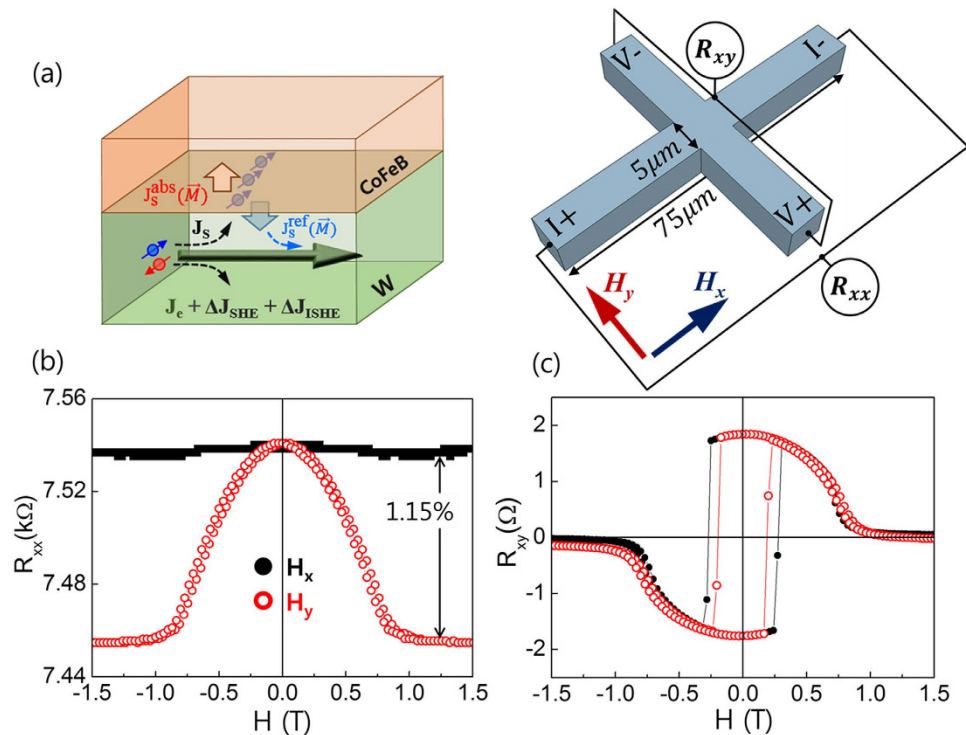 (a)
CoFeB
J_S^abs(M⃗)
J_S
J_S^ref(M⃗)
J_e + ΔJ_SHE + ΔJ_ISHE
W
V-
R_xy
I-
5μm
I+
75μm
V+
H_y
H_x
R_xx
(b)
7.56
7.52
7.48
7.44
R_xx(kΩ)
1.15%
H_x
H_y
-1.5 -1.0 -0.5 0.0 0.5 1.0 1.5
H (T)
(c)
2
1
0
-1
-2
R_xy(Ω)
-1.5 -1.0 -0.5 0.0 0.5 1.0 1.5
H (T)